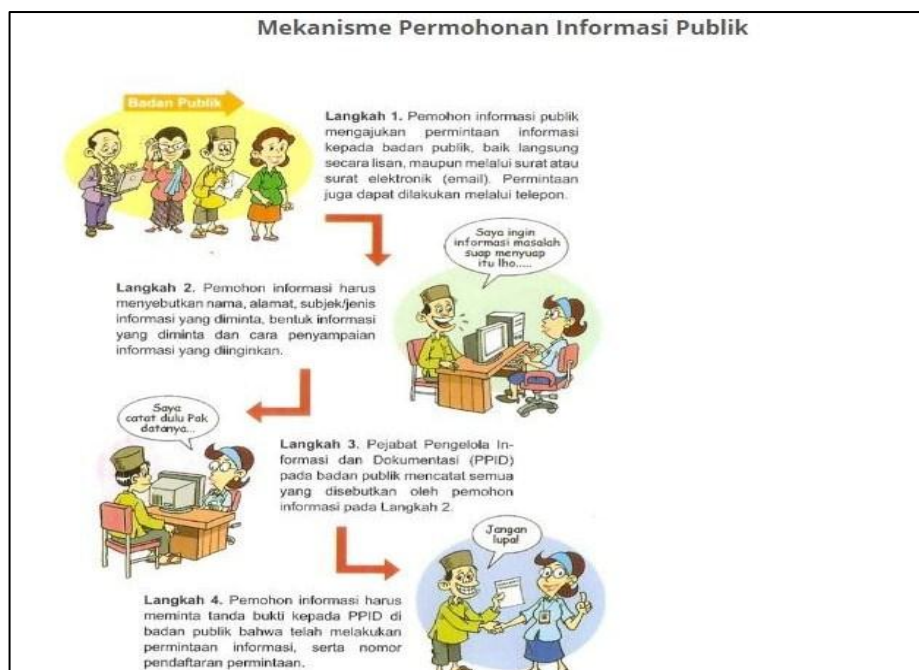 Mekanisme Permohonan Informasi Publik
Badan Publik
Langkah 1. Pemohon informasi publik
mengajukan permintaan informasi
kepada badan publik, baik langsung
secara lisan, maupun melalui surat atau
surat elektronik (email). Permintaan
juga dapat dilakukan melalui telepon.
Saya ingin
informasi masalah
suap menyuap
itu lho.....
Langkah 2. Pemohon informasi harus
menyebutkan nama, alamat, subjek/jenis
informasi yang diminta, bentuk informasi
yang diminta dan cara penyampaian
informasi yang diinginkan.
Saya
catat dulu Pak
datanya...
Langkah 3. Pejabat Pengelola In-
formasi dan Dokumentasi (PPID)
pada badan publik mencatat semua
yang disebutkan oleh pemohon
informasi pada Langkah 2.
Jangan
lupa!
Langkah 4. Pemohon informasi harus
meminta tanda bukti kepada PPID di
badan publik bahwa telah melakukan
permintaan informasi, serta nomor
pendaftaran permintaan.